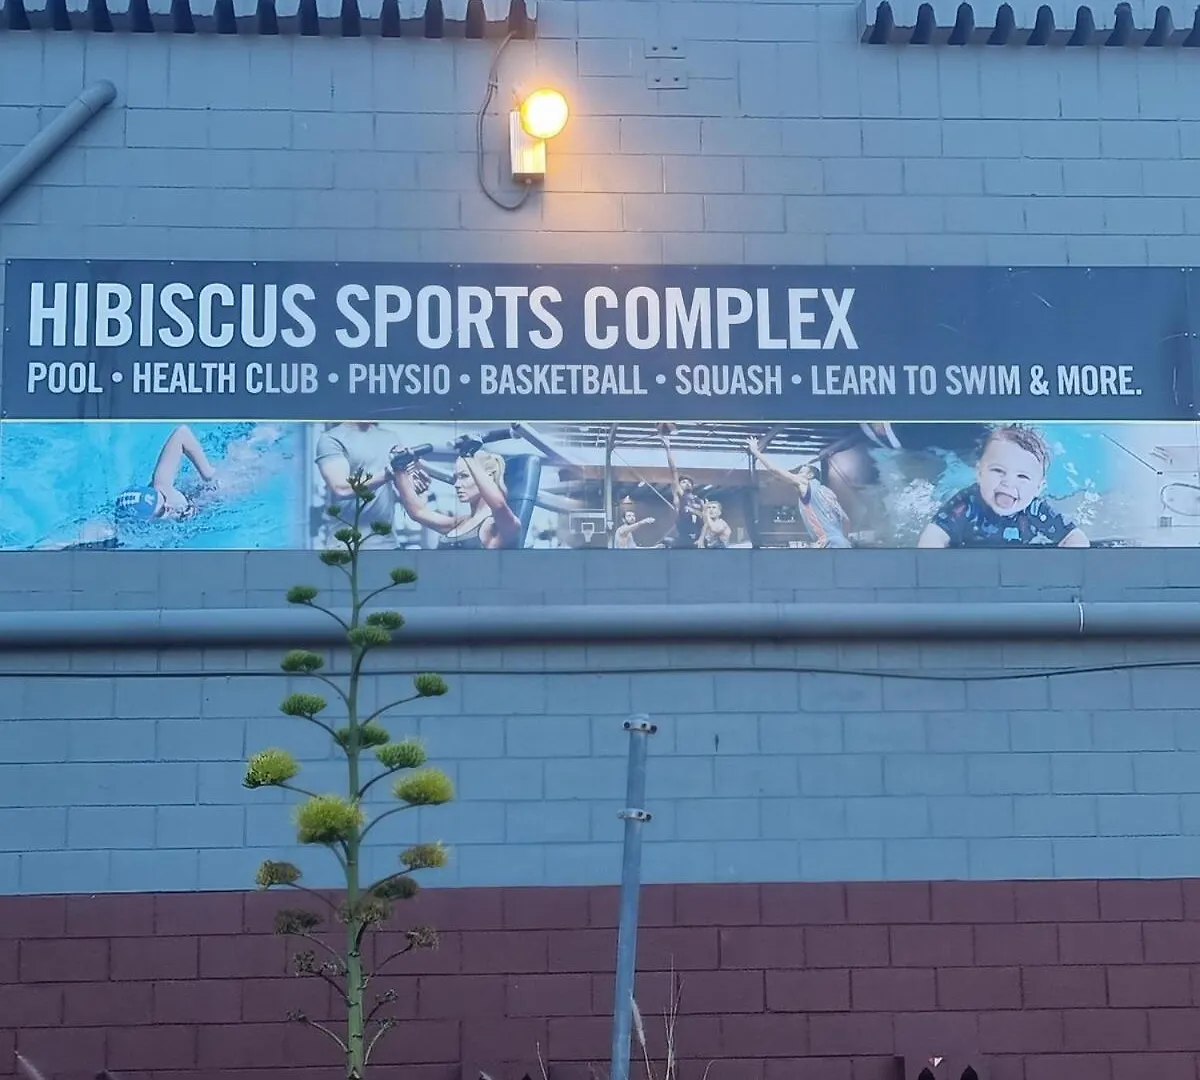 HIBISCUS SPORTS COMPLEX
POOL • HEALTH CLUB • PHYSIO • BASKETBALL • SQUASH • LEARN TO SWIM & MORE.